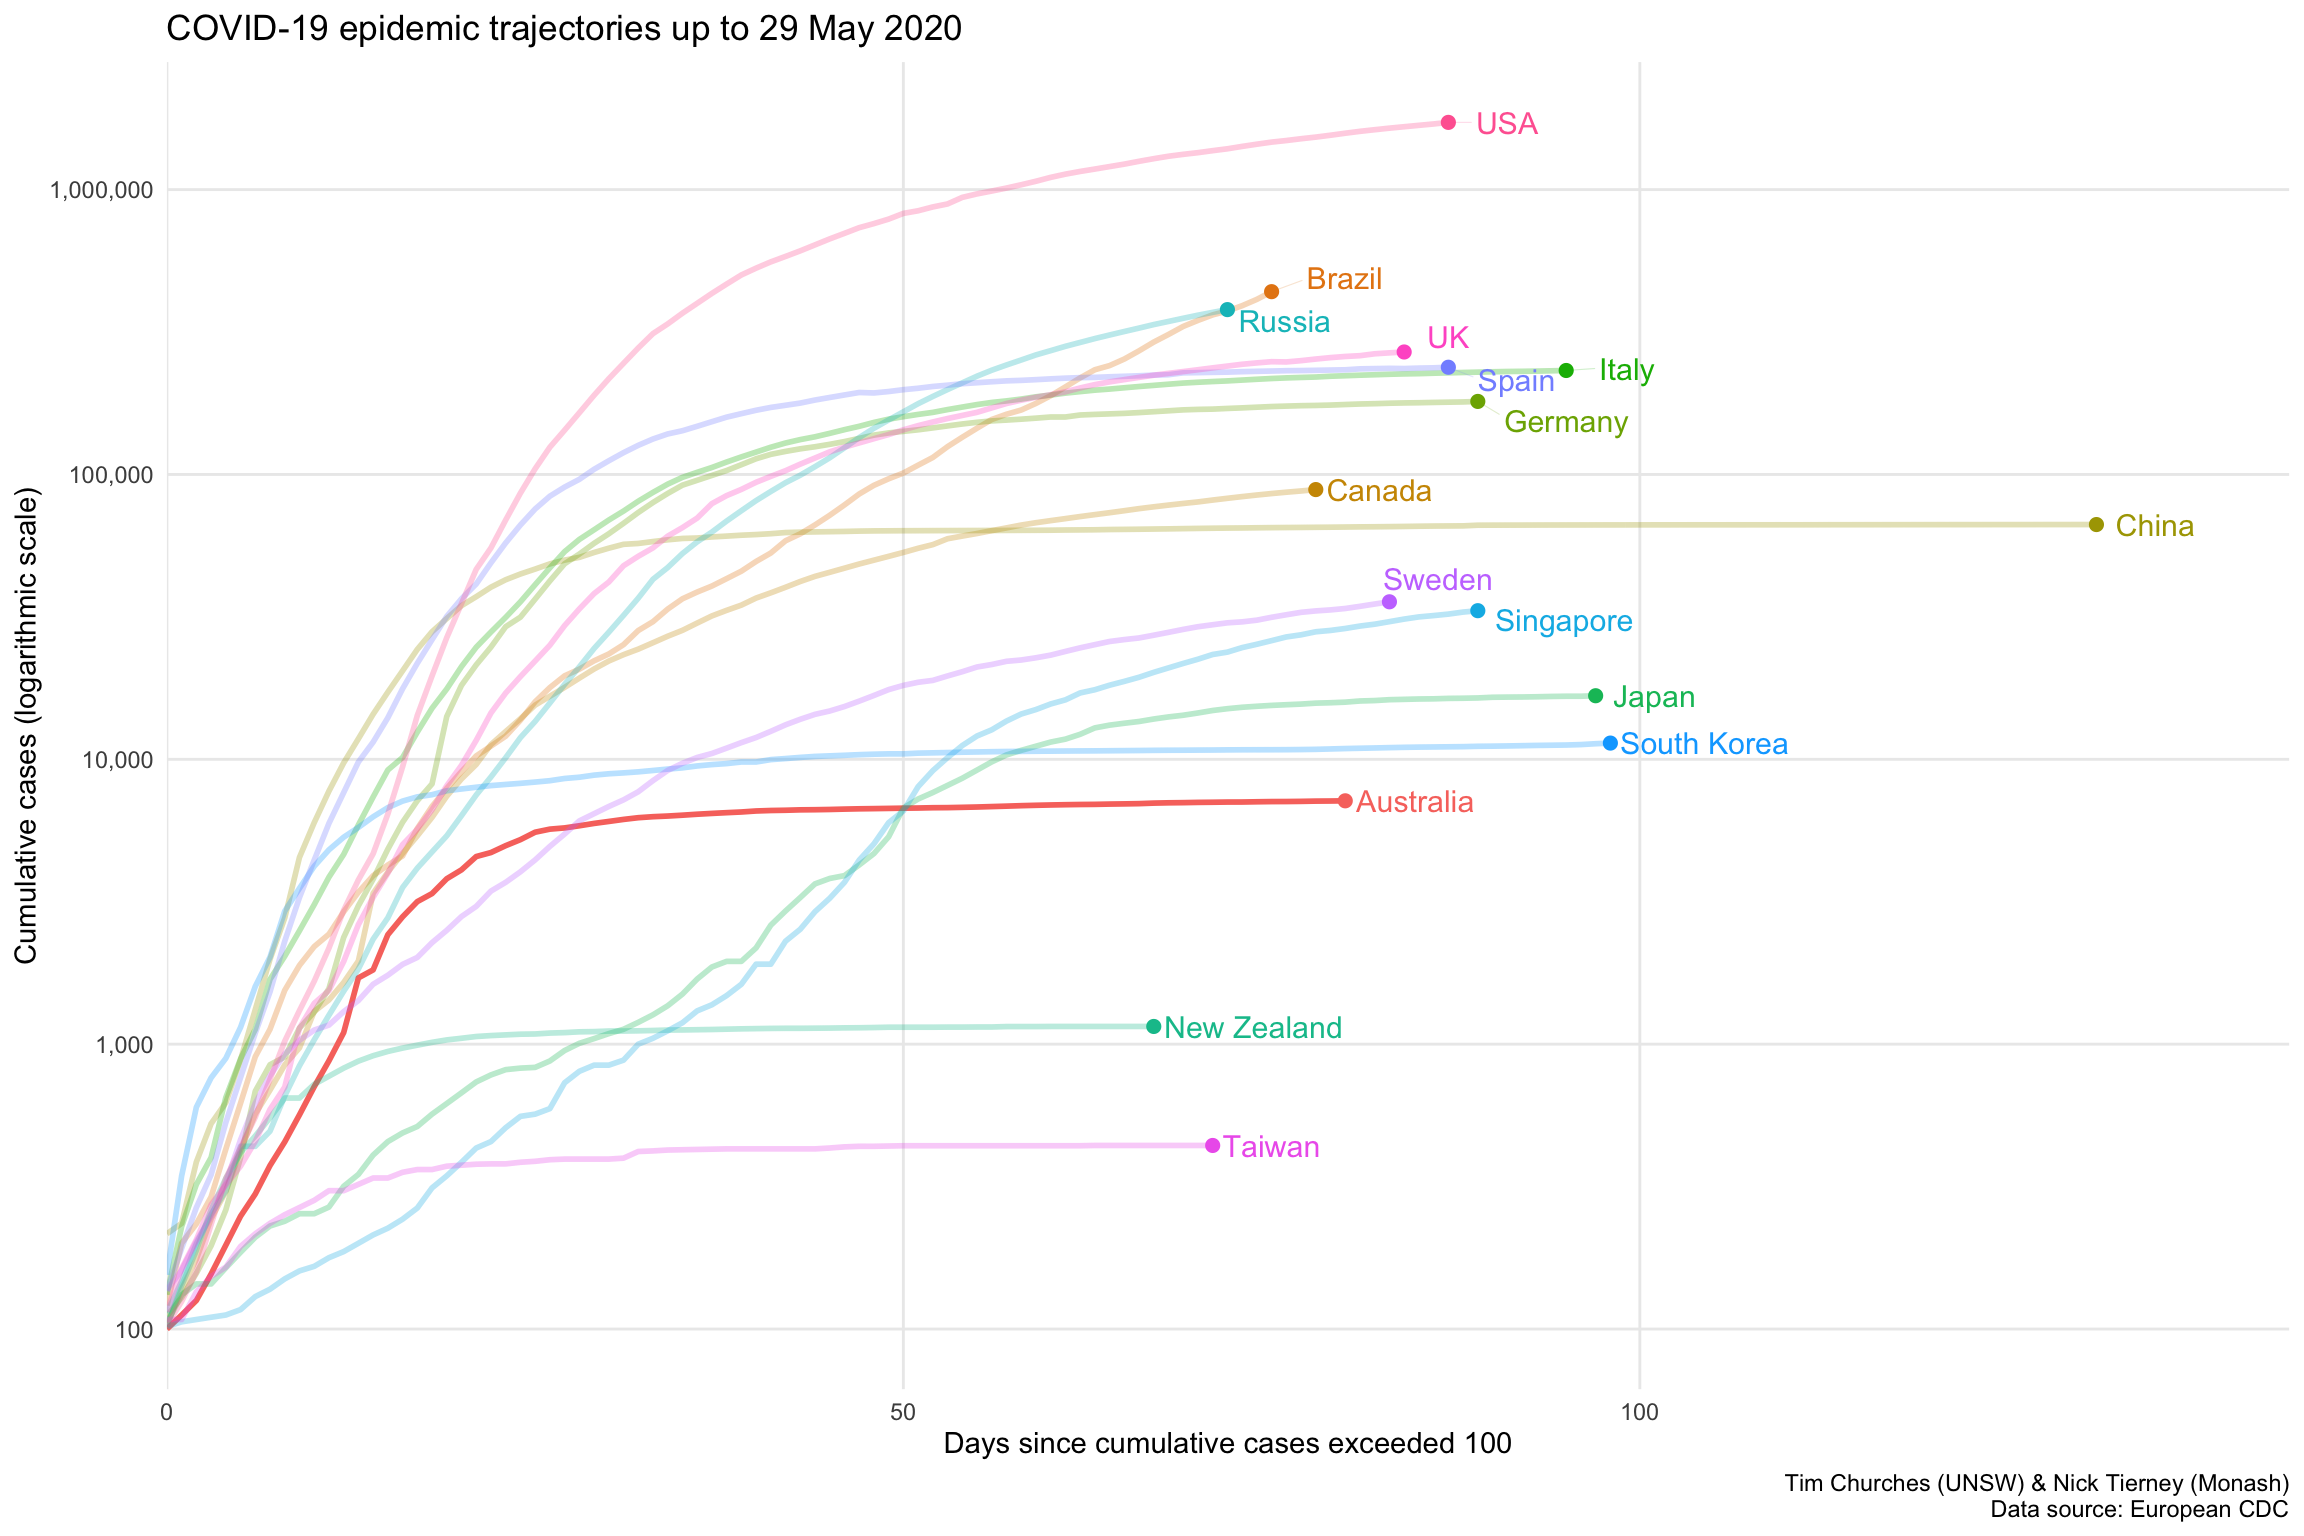 COVID-19 epidemic trajectories up to 29 May 2020
USA
1,000,000
Brazil
Russia
UK
Italy
Spain
Germany
100,000
Canada
China
Sweden
Singapore
Japan
South Korea
10,000
Australia
New Zealand
1,000
Taiwan
100
Cumulative cases (logarithmic scale)
0 50 100
Days since cumulative cases exceeded 100
Tim Churches (UNSW) & Nick Tierney (Monash)
Data source: European CDC